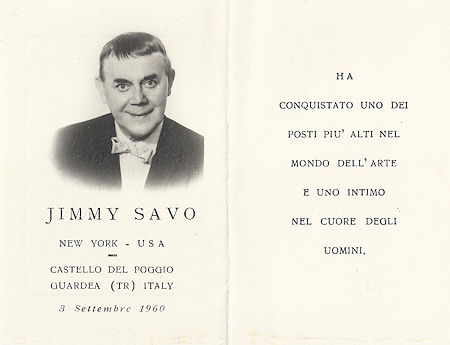 JIMMY SAVO
NEW YORK - USA
CASTELLO DEL POGGIO
GUARDEA (TR) ITALY
3 Settembre 1960
HA
CONQUISTATO UNO DEI
POSTI PIU' ALTI NEL
MONDO DELL'ARTE
E UNO INTIMO
NEL CUORE DEGLI
UOMINI.